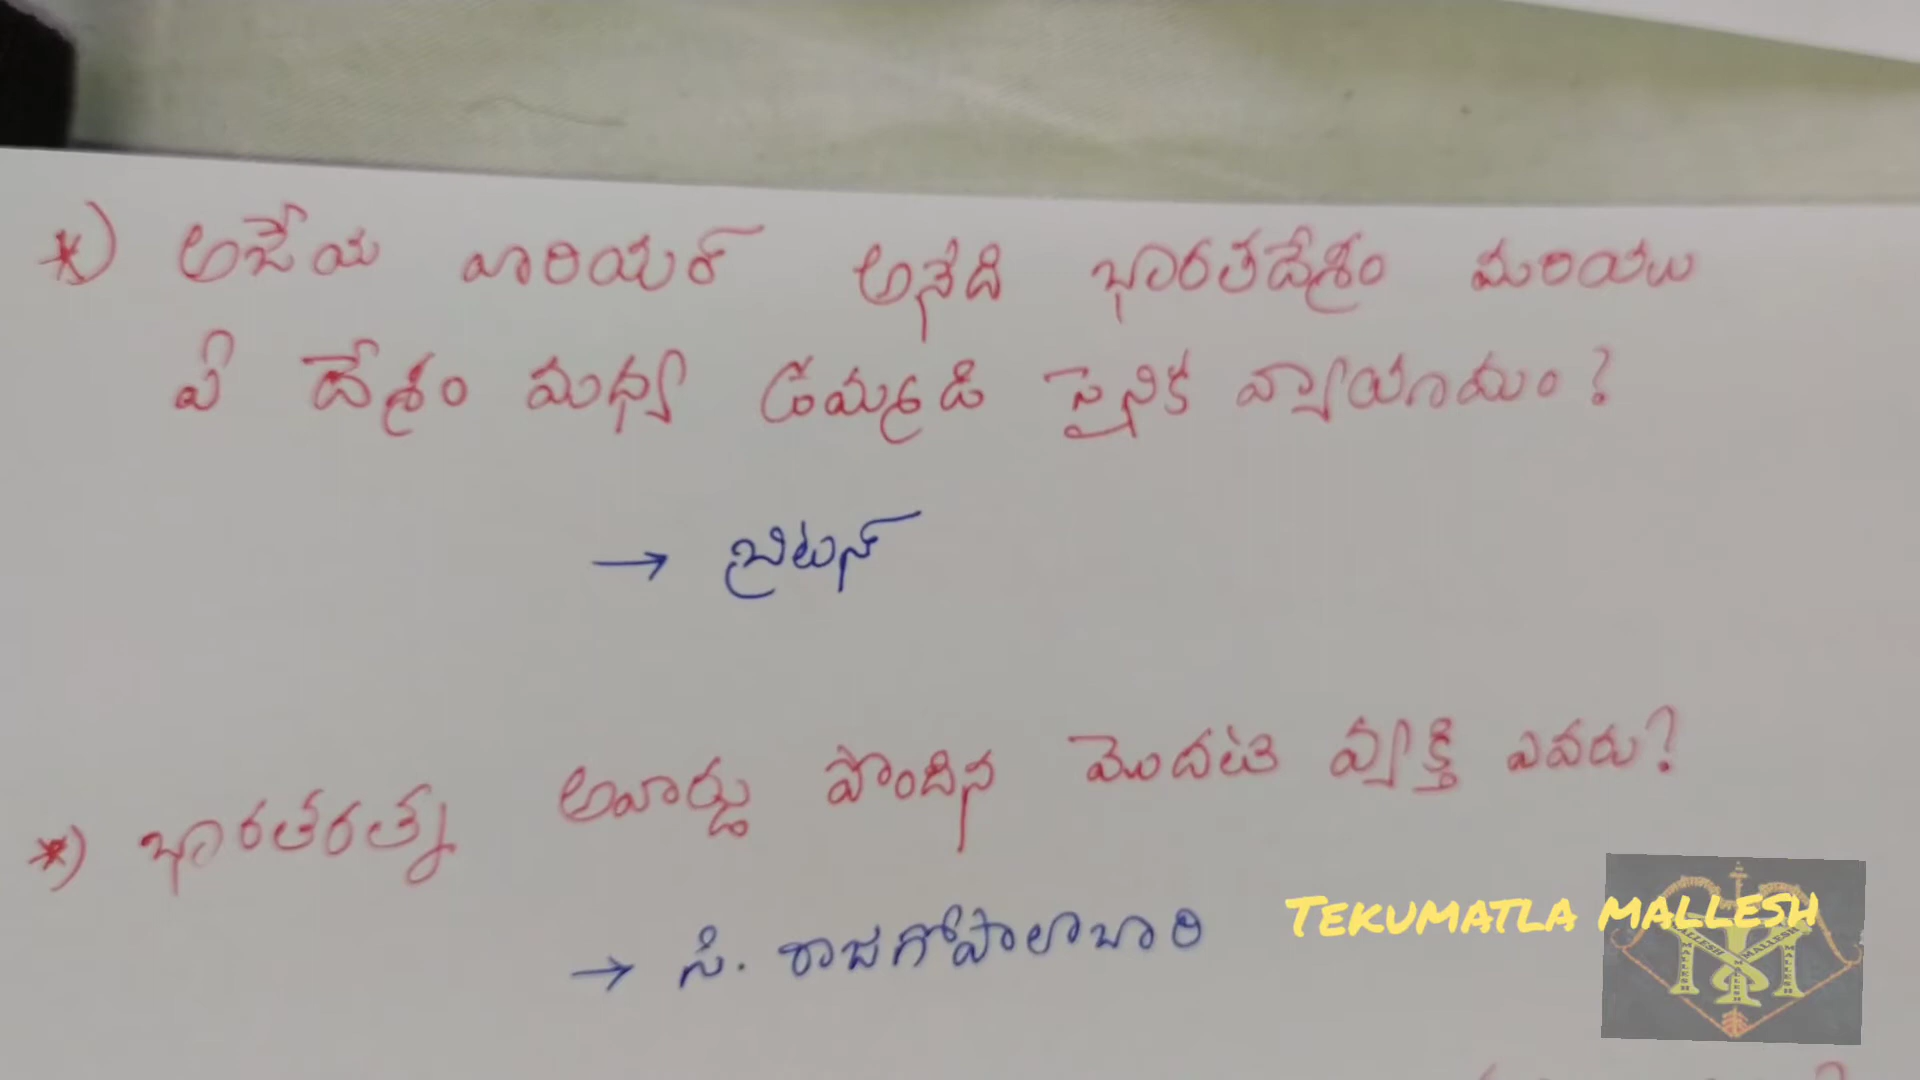 *) అజేయ వారియర్ అనేది భారతదేశం మరియు
ఏ దేశం మధ్య ఉమ్మడి సైనిక వ్యాయామం?
→ బ్రిటన్
*) భారతరత్న అవార్డు పొందిన మొదటి వ్యక్తి ఎవరు?
→ సి. రాజగోపాలాచారి
TEKUMATLA MALLESH